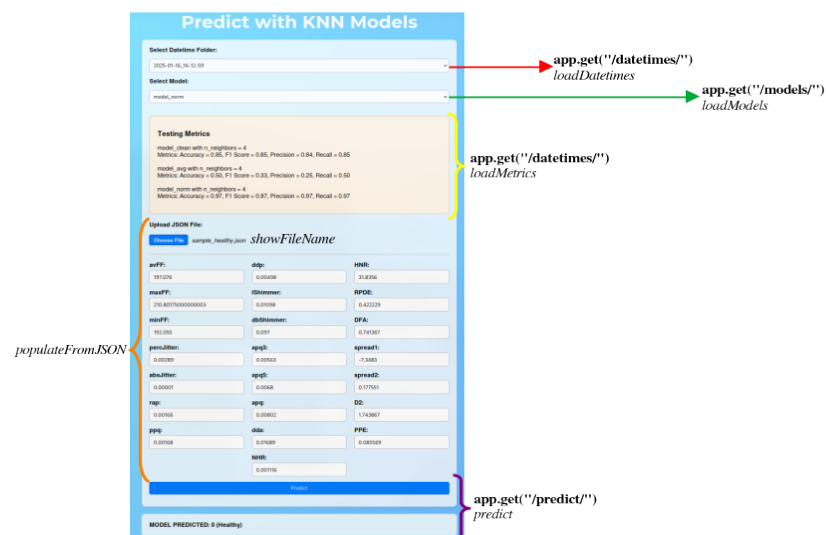 Predict with KNN Models
Select Datetime Folder:
2025-01-16_16-12-59
app.get("/datetimes/")
loadDatetimes
Select Model:
model_norm
app.get("/models/")
loadModels
Testing Metrics
model_clean with n_neighbors = 4
Metrics: Accuracy = 0.85, F1 Score = 0.85, Precision = 0.84, Recall = 0.85
model_avg with n_neighbors = 4
Metrics: Accuracy = 0.50, F1 Score = 0.33, Precision = 0.25, Recall = 0.50
model_norm with n_neighbors = 4
Metrics: Accuracy = 0.97, F1 Score = 0.97, Precision = 0.97, Recall = 0.97
app.get("/datetimes/")
loadMetrics
Upload JSON File:
Choose File sample_healthy.json showFileName
populateFromJSON
avFF: ddp: HNR:
197.076 0.00498 31.8356
maxFF: lShimmer: RPDE:
210.80175000000003 0.01098 0.422229
minFF: dbShimmer: DFA:
192.055 0.097 0.741367
percJitter: apq3: spread1:
0.00289 0.00563 -7.3483
absJitter: apq5: spread2:
0.00001 0.0068 0.177551
rap: apq: D2:
0.00166 0.00802 1.743867
ppq: dda: PPE:
0.00168 0.01689 0.085569
NHR:
0.001116
Predict
app.get("/predict/")
predict
MODEL PREDICTED: 0 (Healthy)